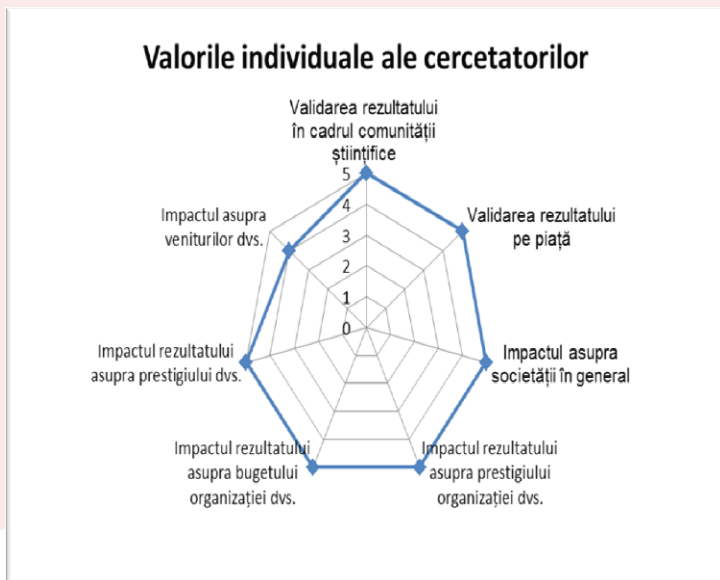 Valorile individuale ale cercetatorilor
Validarea rezultatului
în cadrul comunității
științifice
5
4
3
2
1
0
Validarea rezultatului
pe piață
Impactul asupra
societății în general
Impactul rezultatului
asupra prestigiului
organizației dvs.
Impactul rezultatului
asupra bugetului
organizației dvs.
Impactul rezultatului
asupra prestigiului dvs.
Impactul asupra
veniturilor dvs.